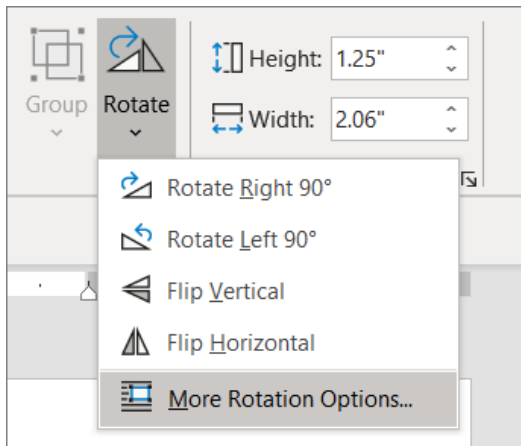 Height: 1.25"
Group Rotate
Width: 2.06"
Rotate Right 90°
Rotate Left 90°
Flip Vertical
Flip Horizontal
More Rotation Options...